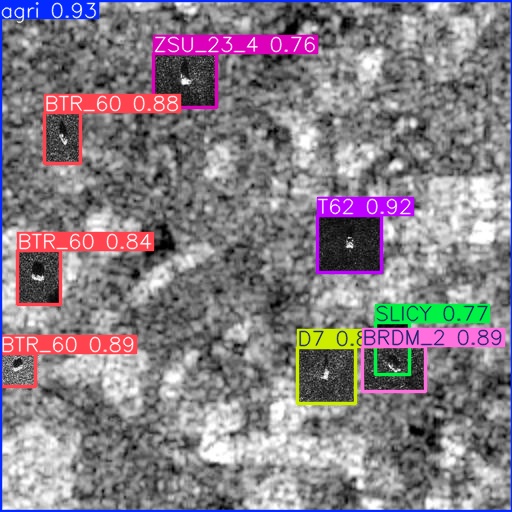 agri 0.93
ZSU_23_4 0.76
BTR_60 0.88
T62 0.92
BTR_60 0.84
SLICY 0.77
BTR_60 0.89
D7 0.8
BRDM_2 0.89